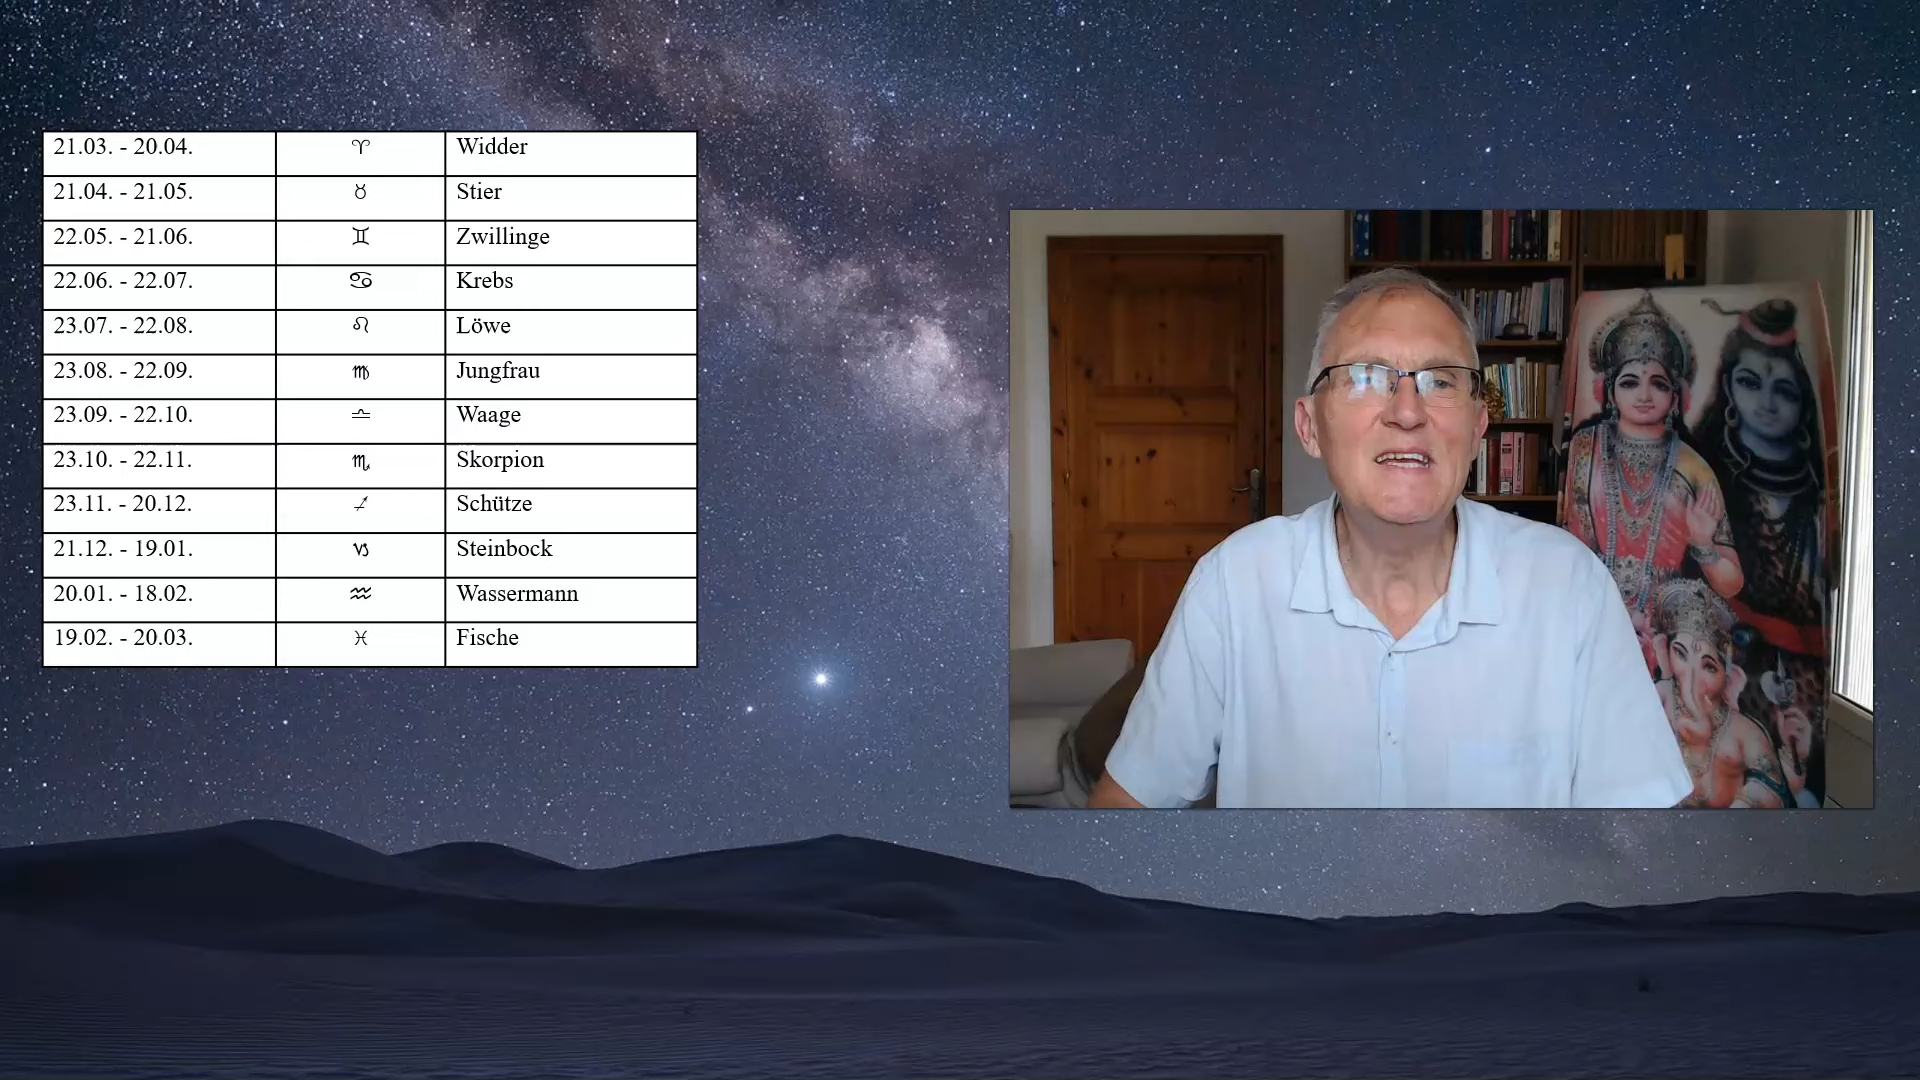 21.03. - 20.04. ♈ Widder
21.04. - 21.05. ♉ Stier
22.05. - 21.06. ♊ Zwillinge
22.06. - 22.07. ♋ Krebs
23.07. - 22.08. ♌ Löwe
23.08. - 22.09. ♍ Jungfrau
23.09. - 22.10. ♎ Waage
23.10. - 22.11. ♏ Skorpion
23.11. - 20.12. ♐ Schütze
21.12. - 19.01. ♑ Steinbock
20.01. - 18.02. ♒ Wassermann
19.02. - 20.03. ♓ Fische